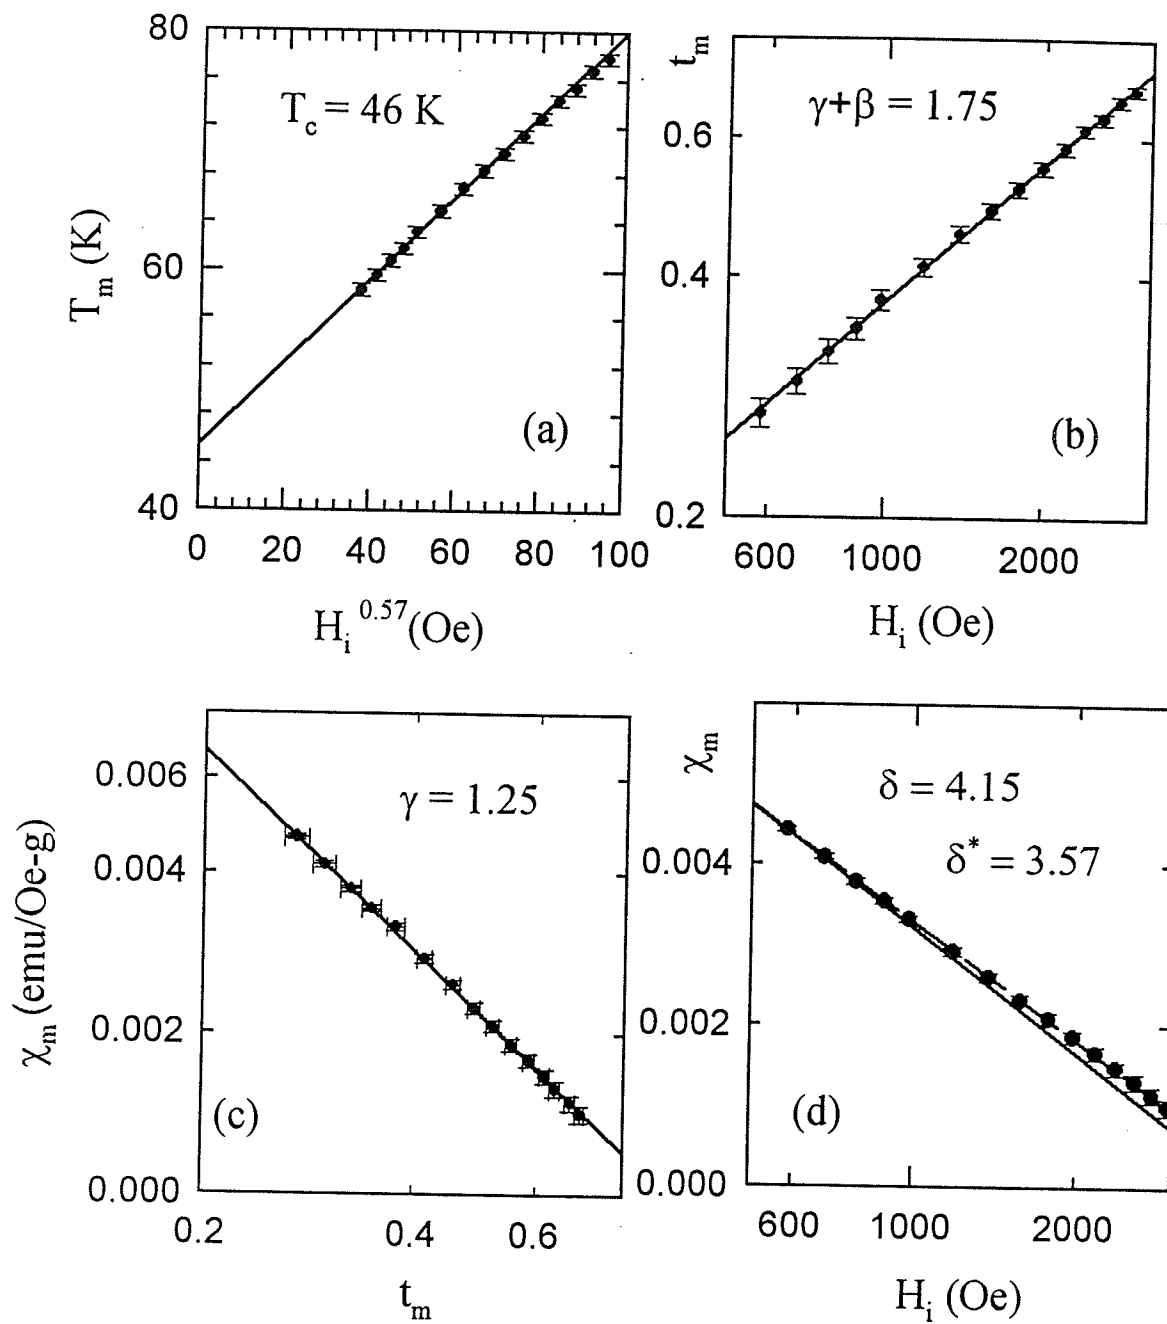 80
60
40
T_m (K)
T_c = 46 K
(a)
0 20 40 60 80 100
H_i^0.57(Oe)
t_m
0.6
0.4
0.2
γ+β = 1.75
(b)
600 1000 2000
H_i (Oe)
0.006
0.004
0.002
0.000
χ_m (emu/Oe-g)
γ = 1.25
(c)
0.2 0.4 0.6
t_m
χ_m
0.004
0.002
0.000
δ = 4.15
δ* = 3.57
(d)
600 1000 2000
H_i (Oe)